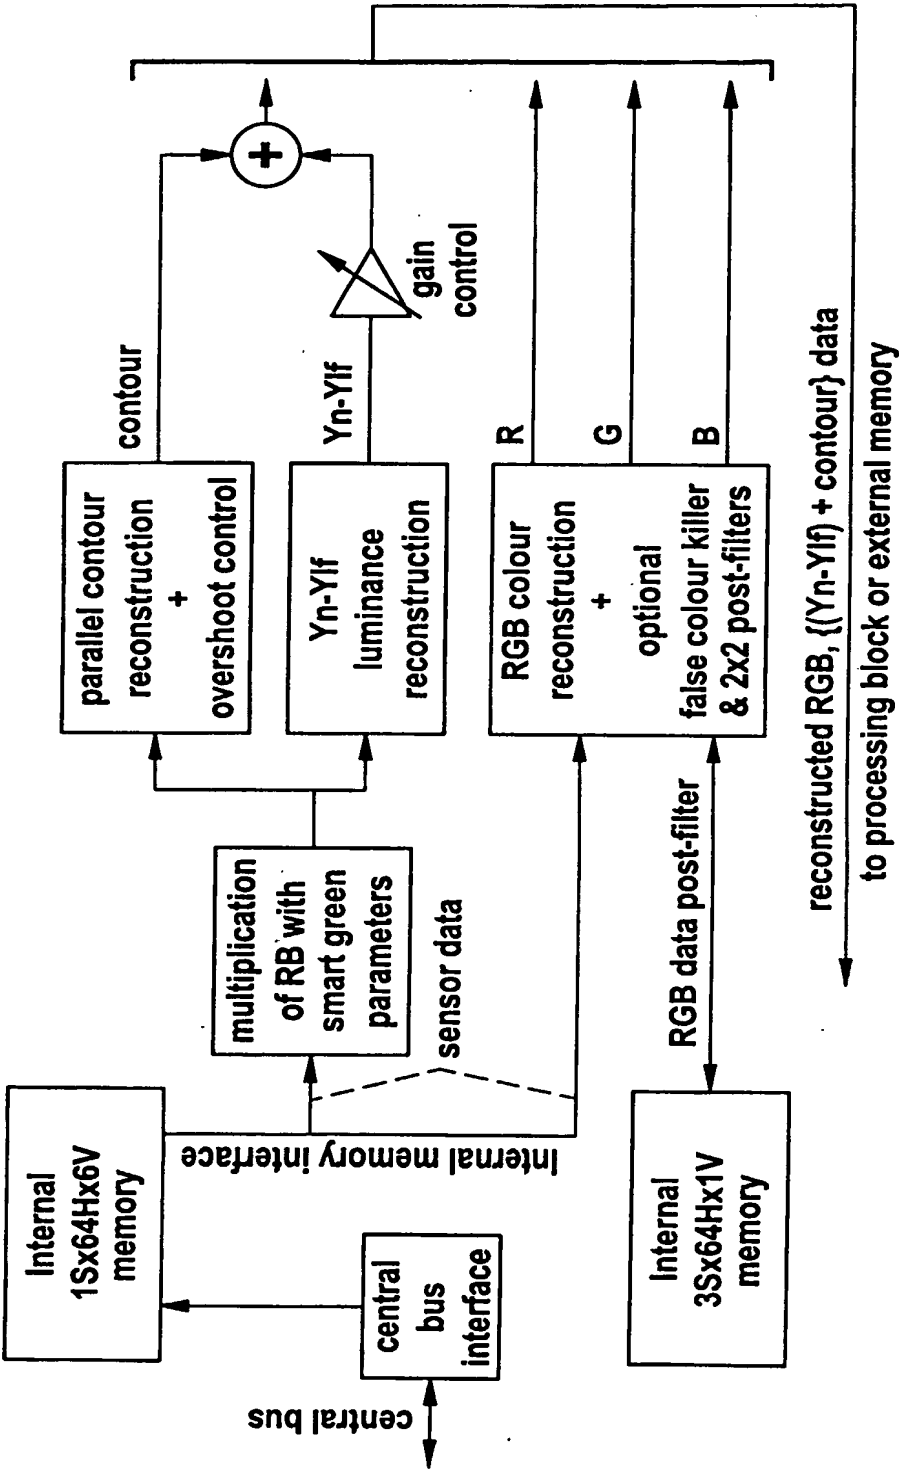 central bus
central
bus
interface
Internal
1Sx64Hx6V
memory
Internal memory interface
multiplication
of RB with
smart green
parameters
sensor data
parallel contour
reconstruction
+
overshoot control
contour
Yn-Ylf
luminance
reconstruction
Yn-Ylf
gain
control
+
RGB colour
reconstruction
+
optional
false colour killer
& 2x2 post-filters
R
G
B
Internal
3Sx64Hx1V
memory
RGB data post-filter
reconstructed RGB, {(Yn-Ylf) + contour} data
to processing block or external memory